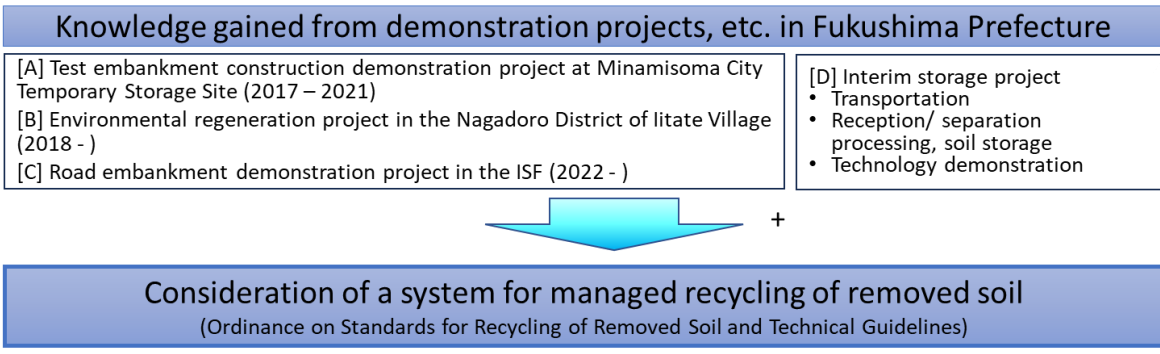 Knowledge gained from demonstration projects, etc. in Fukushima Prefecture
[A] Test embankment construction demonstration project at Minamisoma City
Temporary Storage Site (2017 – 2021)
[B] Environmental regeneration project in the Nagadoro District of Iitate Village
(2018 - )
[C] Road embankment demonstration project in the ISF (2022 - )
[D] Interim storage project
• Transportation
• Reception/ separation
processing, soil storage
• Technology demonstration
+
Consideration of a system for managed recycling of removed soil
(Ordinance on Standards for Recycling of Removed Soil and Technical Guidelines)